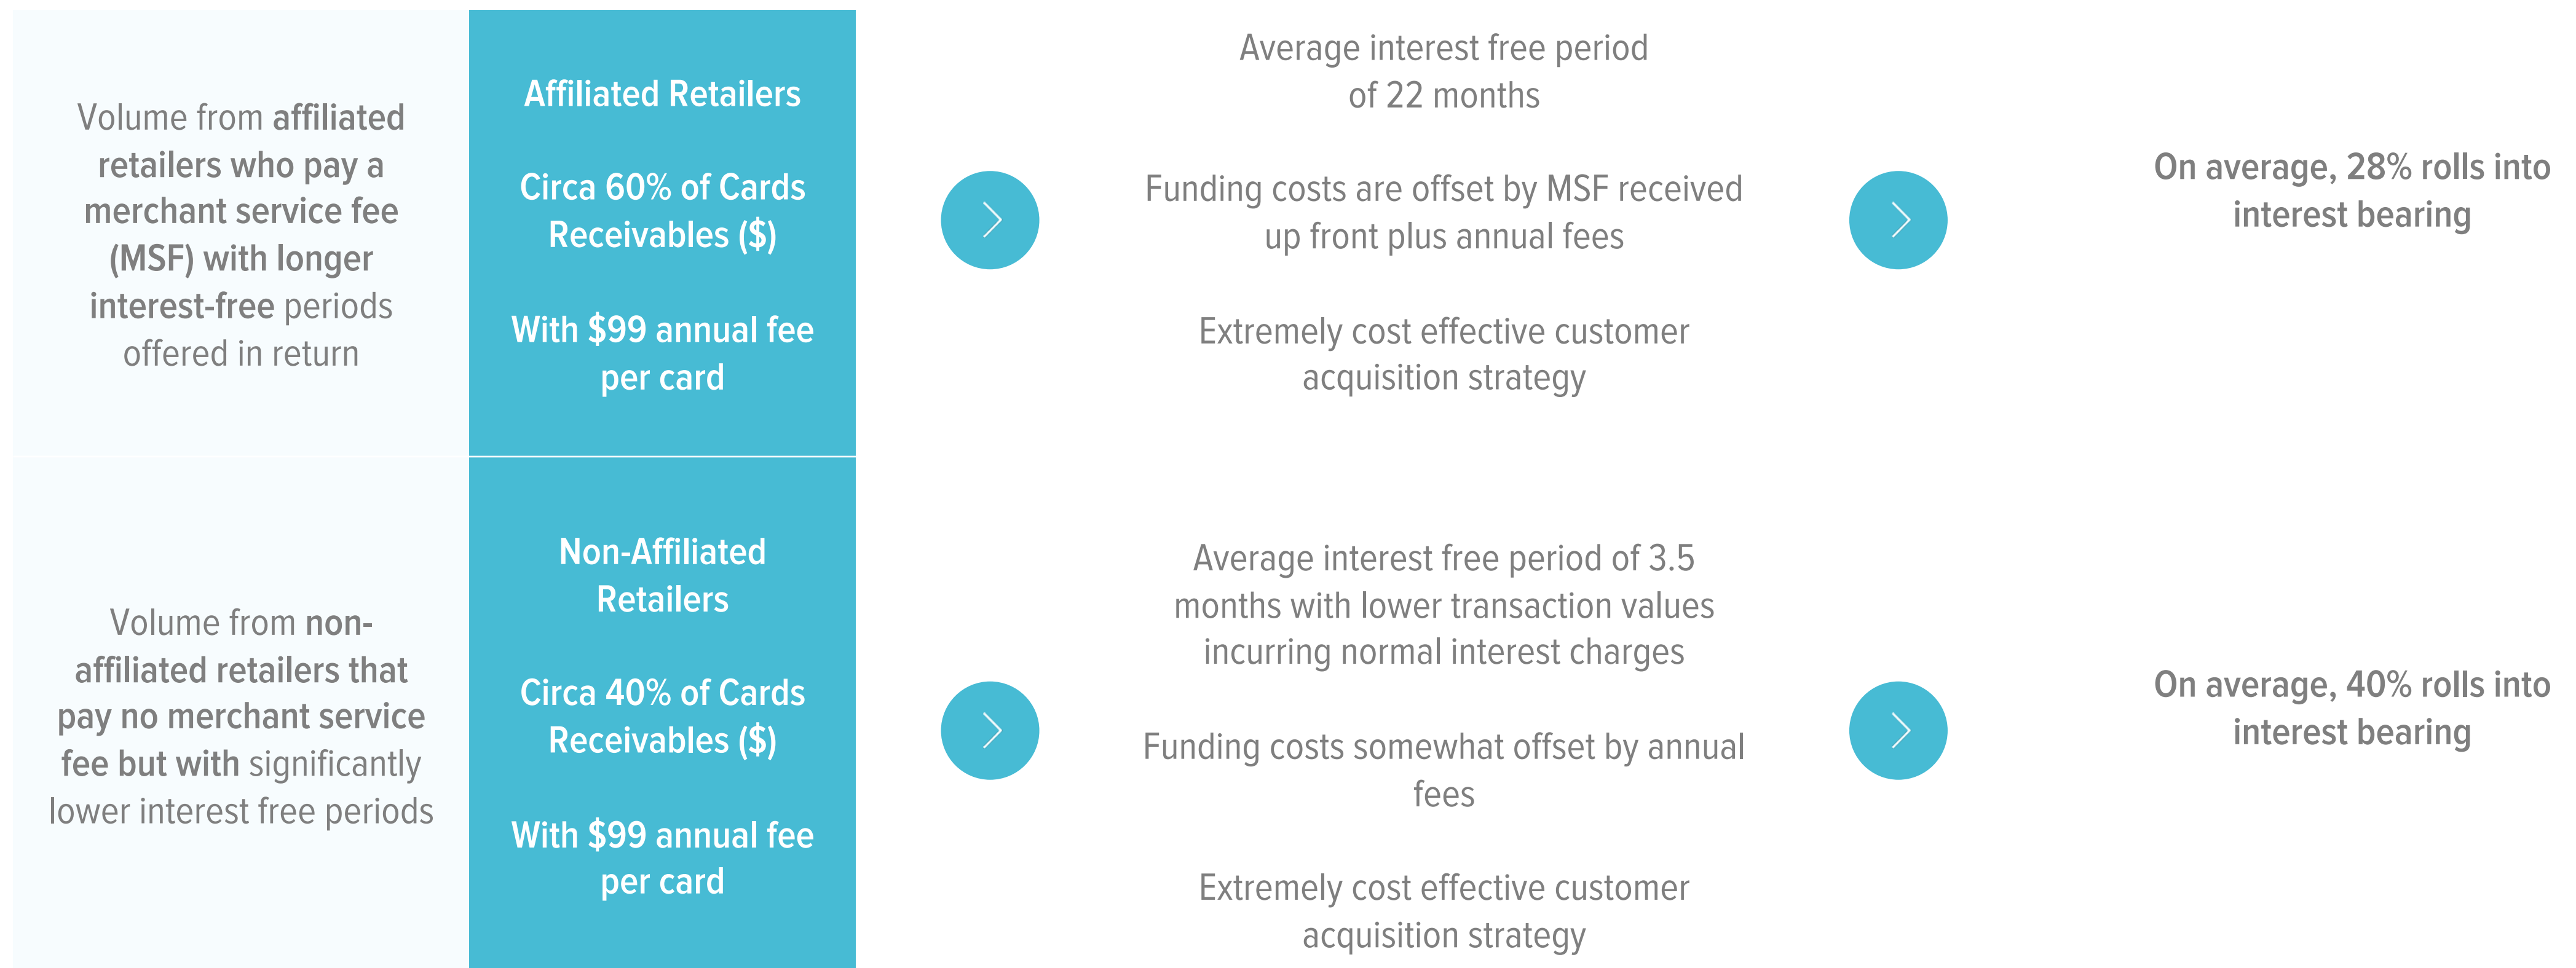 Volume from affiliated
retailers who pay a
merchant service fee
(MSF) with longer
interest-free periods
offered in return
Affiliated Retailers
Circa 60% of Cards
Receivables ($)
With $99 annual fee
per card
Average interest free period
of 22 months
Funding costs are offset by MSF received
up front plus annual fees
Extremely cost effective customer
acquisition strategy
On average, 28% rolls into
interest bearing
Volume from non-
affiliated retailers that
pay no merchant service
fee but with significantly
lower interest free periods
Non-Affiliated
Retailers
Circa 40% of Cards
Receivables ($)
With $99 annual fee
per card
Average interest free period of 3.5
months with lower transaction values
incurring normal interest charges
Funding costs somewhat offset by annual
fees
Extremely cost effective customer
acquisition strategy
On average, 40% rolls into
interest bearing